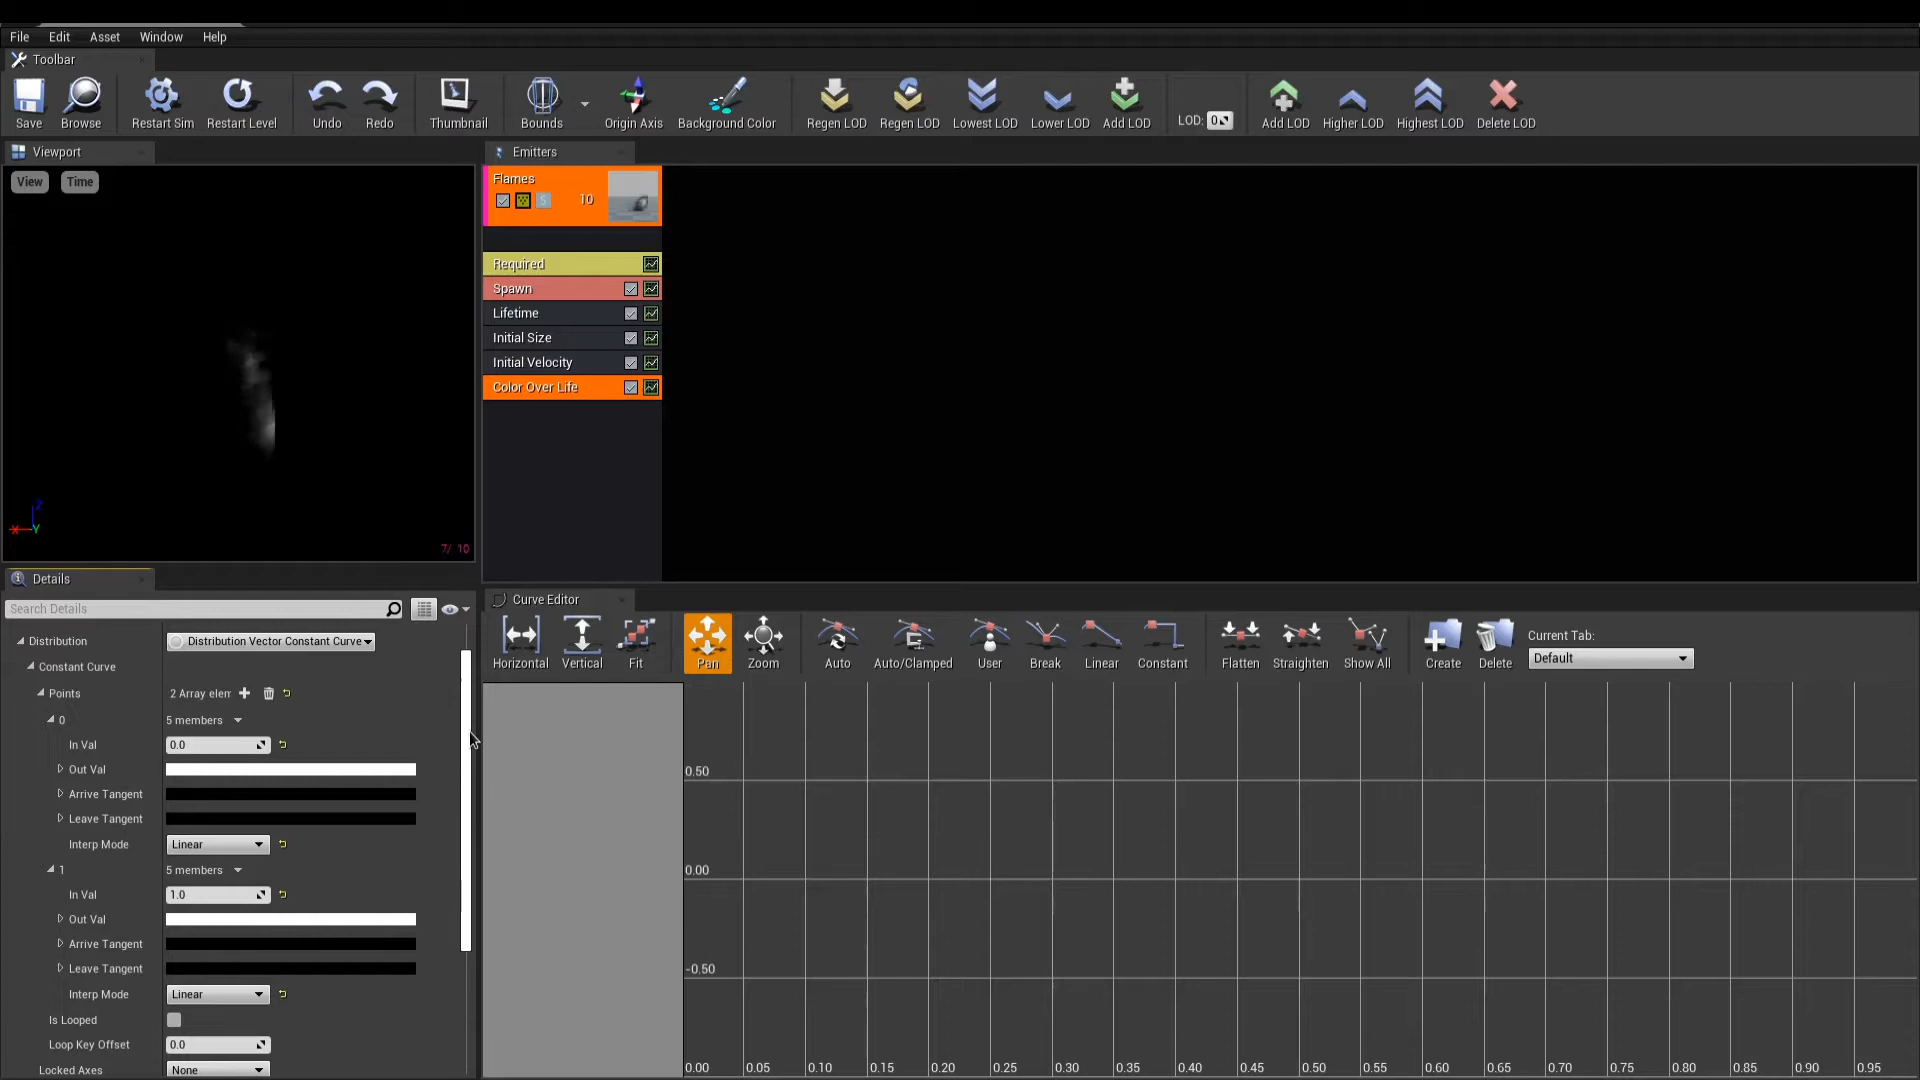 File Edit Asset Window Help
Toolbar
Save Browse Restart Sim Restart Level Undo Redo Thumbnail Bounds Origin Axis Background Color Regen LOD Regen LOD Lowest LOD Lower LOD Add LOD LOD: 0 Add LOD Higher LOD Highest LOD Delete LOD
Viewport
Emitters
View Time
Flames
S 10
Required
Spawn
Lifetime
Initial Size
Initial Velocity
Color Over Life
Z
X Y
7/ 10
Details
Search Details
Curve Editor
Horizontal Vertical Fit Pan Zoom Auto Auto/Clamped User Break Linear Constant Flatten Straighten Show All Create Delete
Current Tab:
Default
Distribution Distribution Vector Constant Curve
Constant Curve
Points 2 Array elem
0 5 members
In Val 0.0
Out Val
Arrive Tangent
Leave Tangent
Interp Mode Linear
1 5 members
In Val 1.0
Out Val
Arrive Tangent
Leave Tangent
Interp Mode Linear
Is Looped
Loop Key Offset 0.0
Locked Axes None
0.50
0.00
-0.50
0.00 0.05 0.10 0.15 0.20 0.25 0.30 0.35 0.40 0.45 0.50 0.55 0.60 0.65 0.70 0.75 0.80 0.85 0.90 0.95